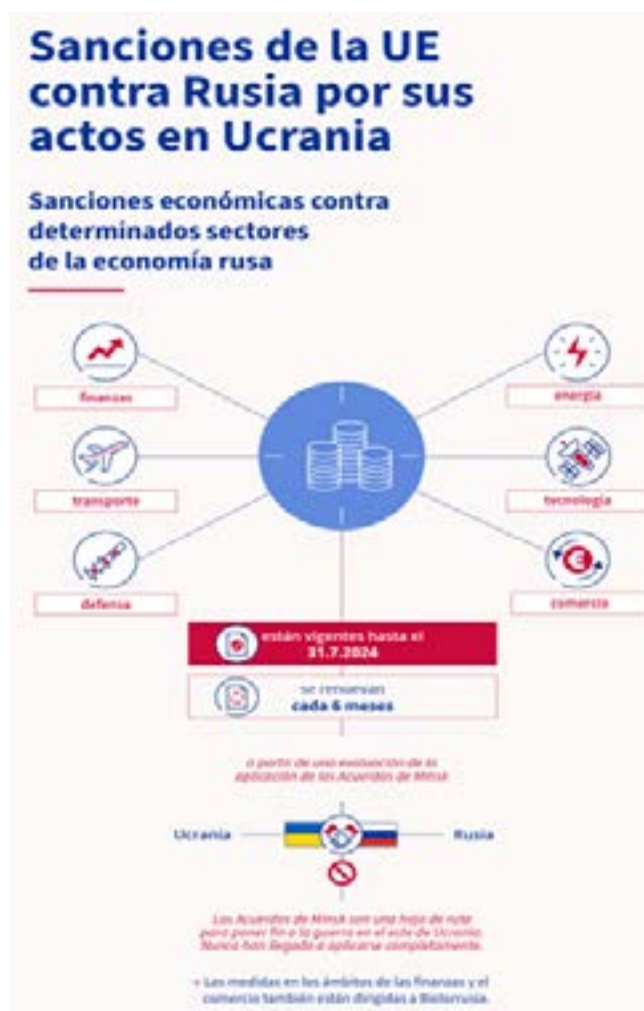 Sanciones de la UE
contra Rusia por sus
actos en Ucrania
Sanciones económicas contra
determinados sectores
de la economía rusa
finanzas
energía
transporte
tecnología
defensa
comercio
están vigentes hasta el
31.7.2024
se renuevan
cada 6 meses
a partir de una evaluación de la
aplicación de los Acuerdos de Minsk
Ucrania
Rusia
Los Acuerdos de Minsk son una hoja de ruta
para poner fin a la guerra en el este de Ucrania.
Nunca han llegado a aplicarse completamente.
Las medidas en los ámbitos de las finanzas y el
comercio también están dirigidas a Bielorrusia.